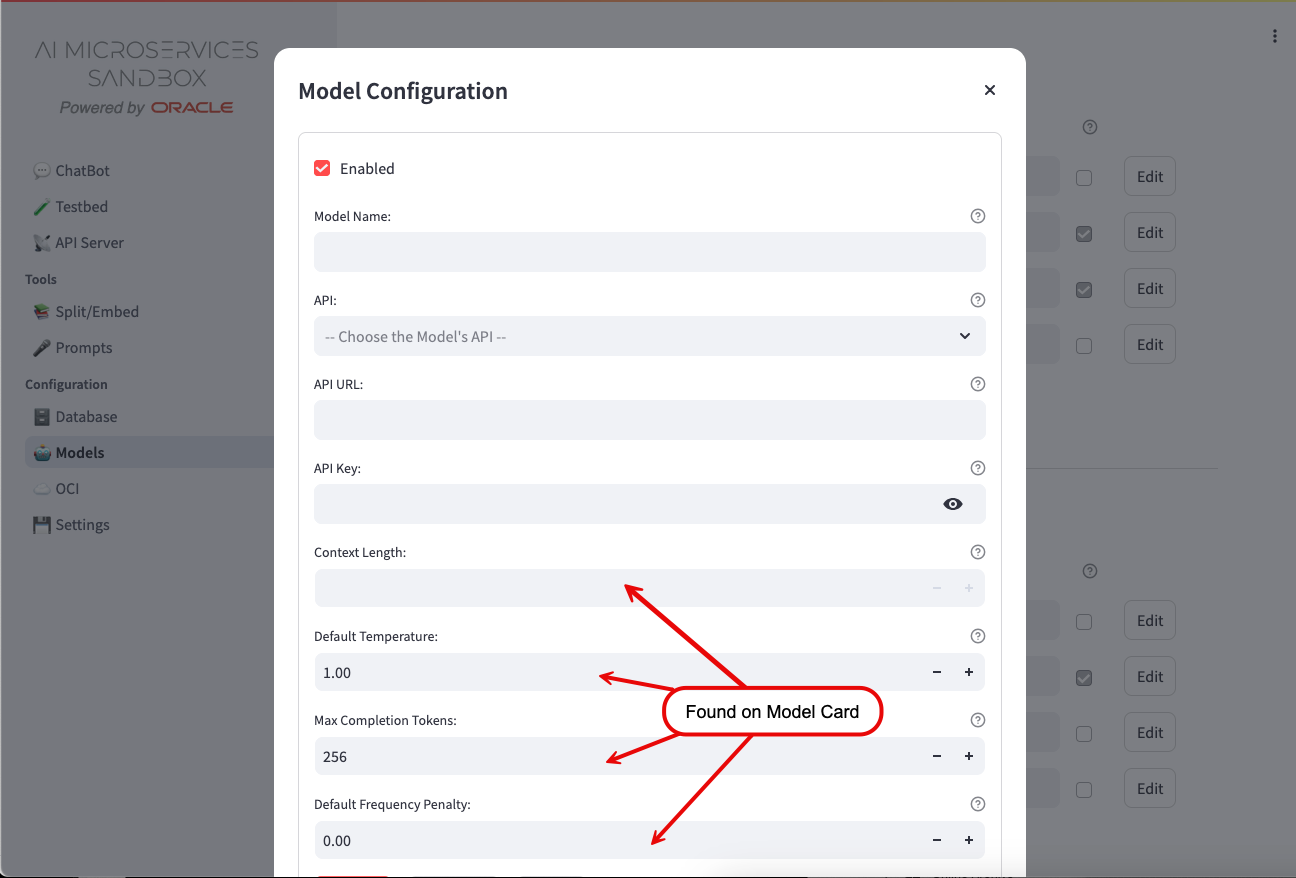 AI MICROSERVICES
SANDBOX
Powered by ORACLE
ChatBot
Testbed
API Server
Tools
Split/Embed
Prompts
Configuration
Database
Models
OCI
Settings
Model Configuration
Enabled
Model Name:
API:
-- Choose the Model's API --
API URL:
API Key:
Context Length:
Default Temperature:
1.00
Found on Model Card
Max Completion Tokens:
256
Default Frequency Penalty:
0.00
Edit
Edit
Edit
Edit
Edit
Edit
Edit
Edit